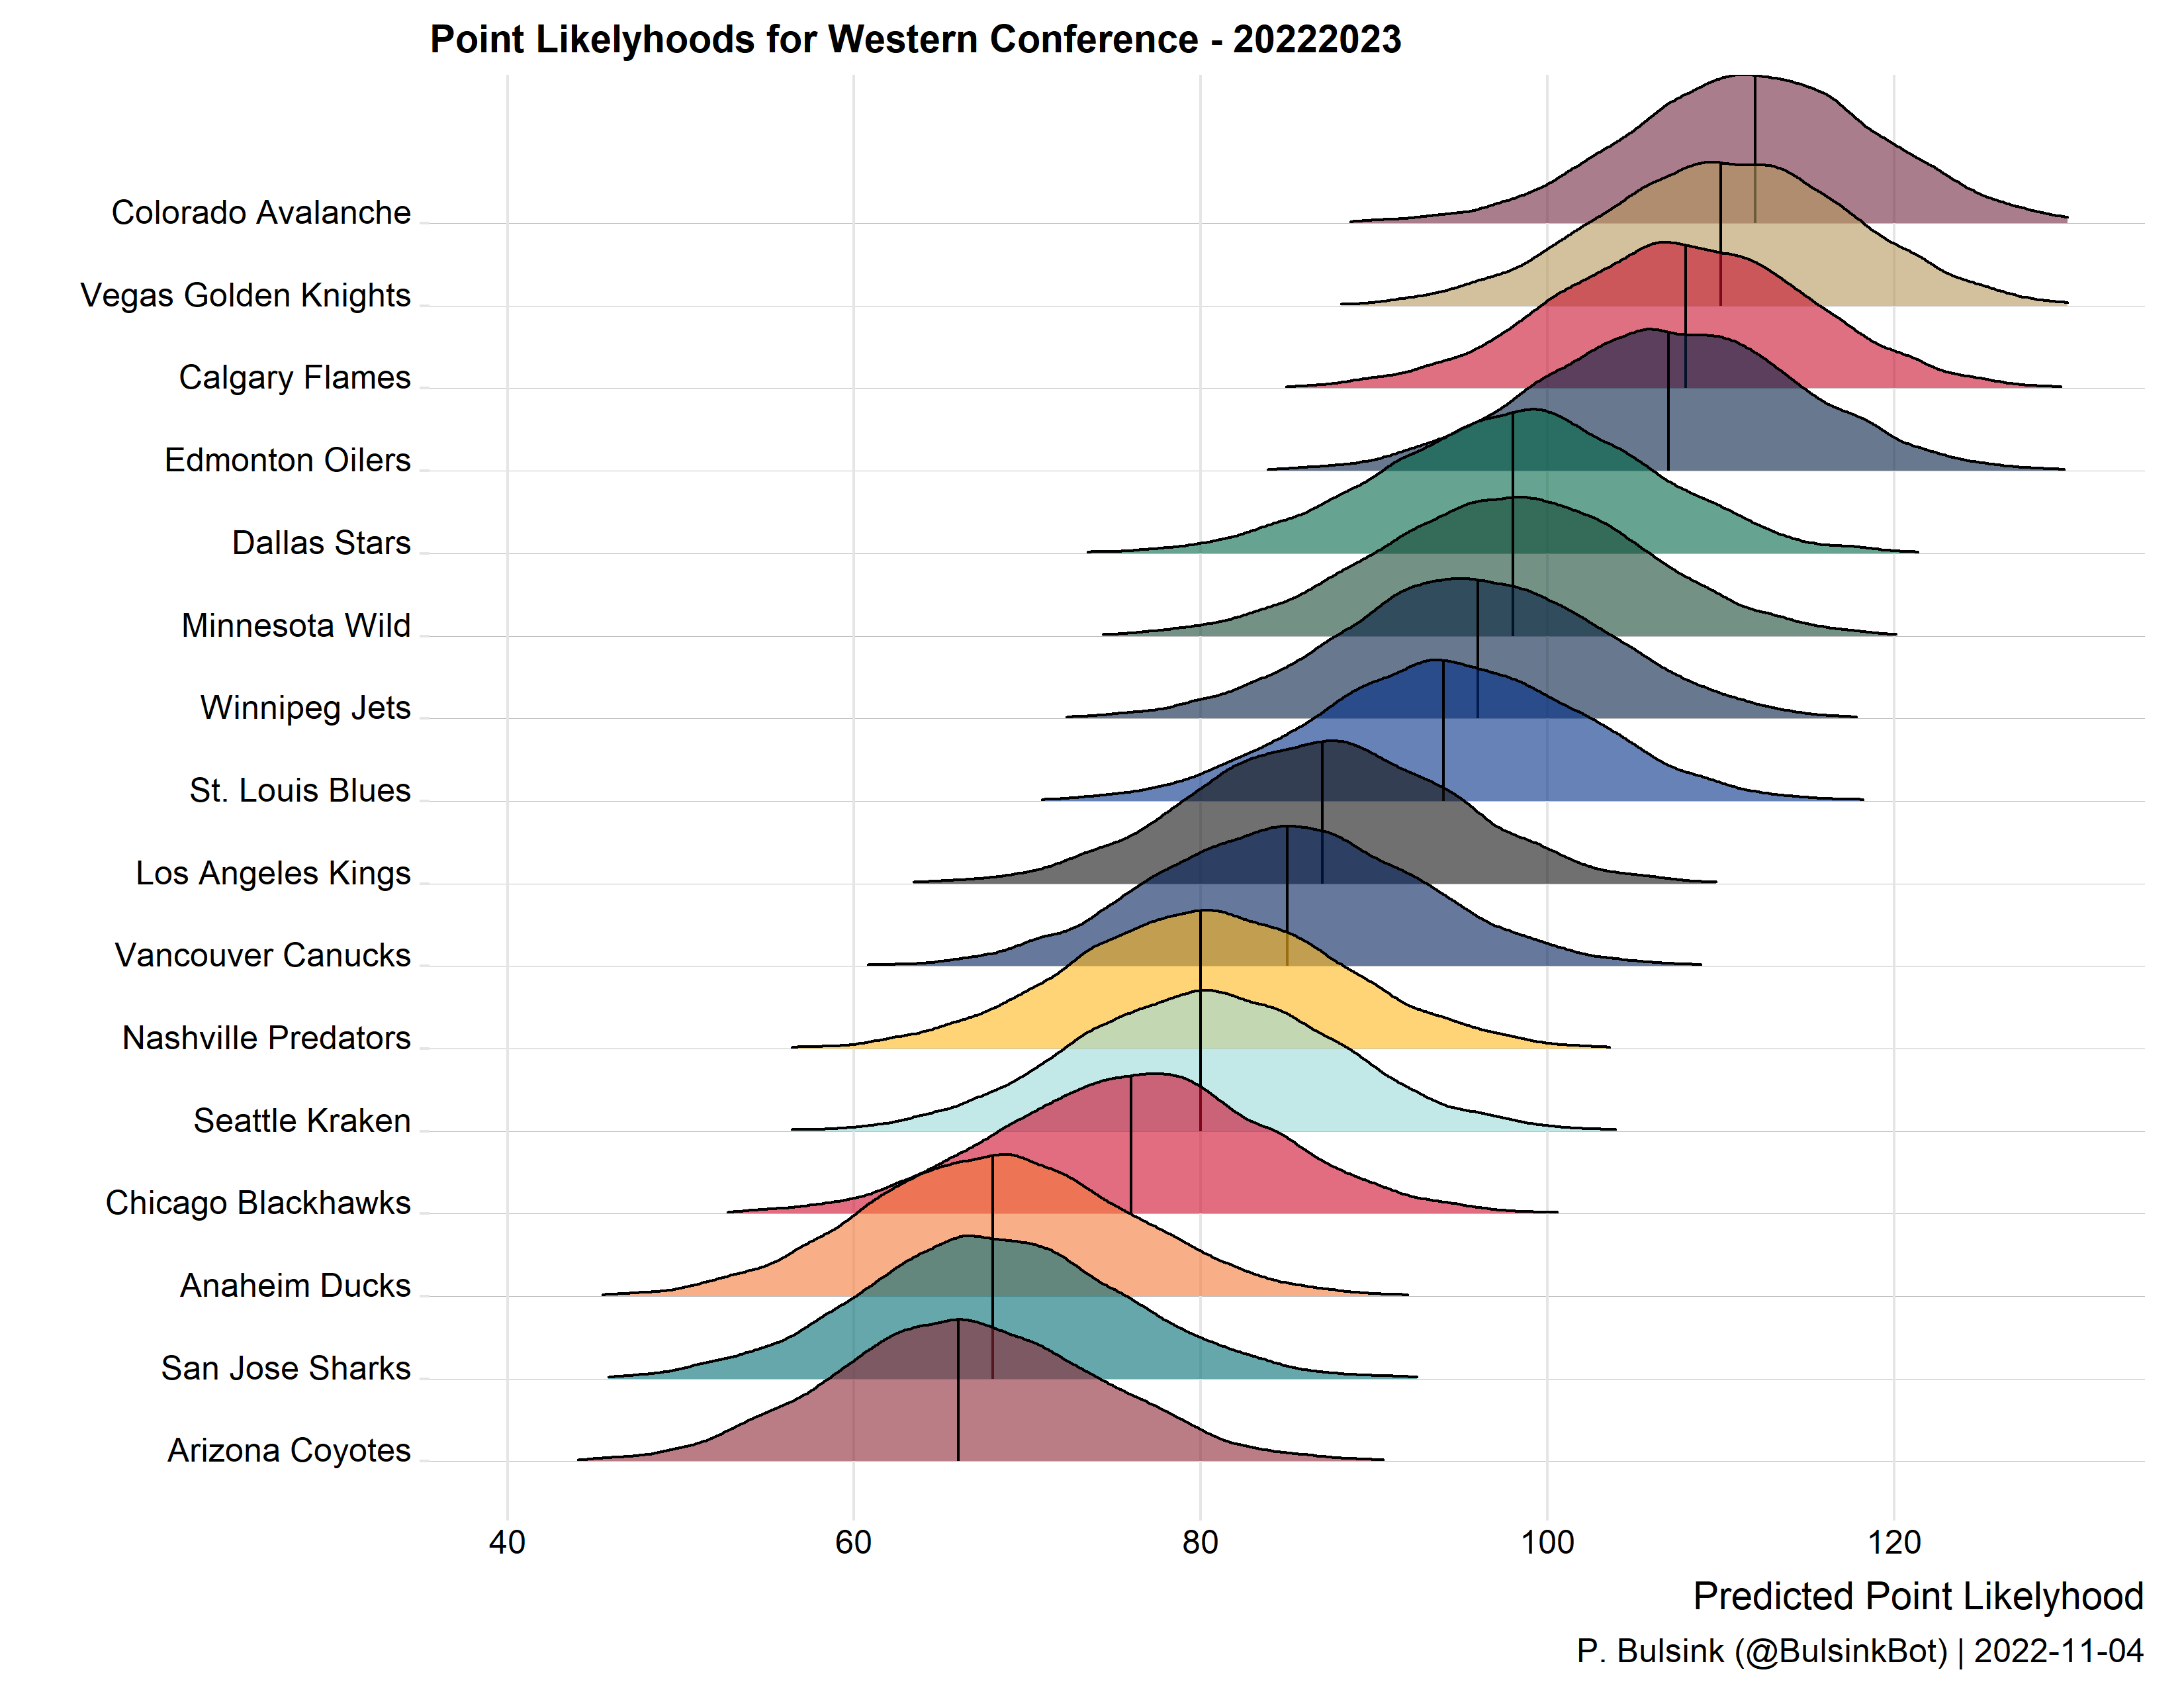 Point Likelyhoods for Western Conference - 20222023
Colorado Avalanche
Vegas Golden Knights
Calgary Flames
Edmonton Oilers
Dallas Stars
Minnesota Wild
Winnipeg Jets
St. Louis Blues
Los Angeles Kings
Vancouver Canucks
Nashville Predators
Seattle Kraken
Chicago Blackhawks
Anaheim Ducks
San Jose Sharks
Arizona Coyotes
40 60 80 100 120
Predicted Point Likelyhood
P. Bulsink (@BulsinkBot) | 2022-11-04